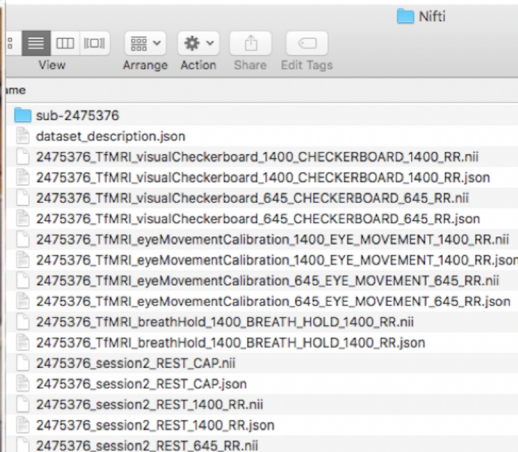 Nifti
View
Arrange
Action
Share
Edit Tags
ame
sub-2475376
dataset_description.json
2475376_TfMRI_visualCheckerboard_1400_CHECKERBOARD_1400_RR.nii
2475376_TfMRI_visualCheckerboard_1400_CHECKERBOARD_1400_RR.json
2475376_TfMRI_visualCheckerboard_645_CHECKERBOARD_645_RR.nii
2475376_TfMRI_visualCheckerboard_645_CHECKERBOARD_645_RR.json
2475376_TfMRI_eyeMovementCalibration_1400_EYE_MOVEMENT_1400_RR.nii
2475376_TfMRI_eyeMovementCalibration_1400_EYE_MOVEMENT_1400_RR.json
2475376_TfMRI_eyeMovementCalibration_645_EYE_MOVEMENT_645_RR.nii
2475376_TfMRI_eyeMovementCalibration_645_EYE_MOVEMENT_645_RR.json
2475376_TfMRI_breathHold_1400_BREATH_HOLD_1400_RR.nii
2475376_TfMRI_breathHold_1400_BREATH_HOLD_1400_RR.json
2475376_session2_REST_CAP.nii
2475376_session2_REST_CAP.json
2475376_session2_REST_1400_RR.nii
2475376_session2_REST_1400_RR.json
2475376_session2_REST_645_RR.nii